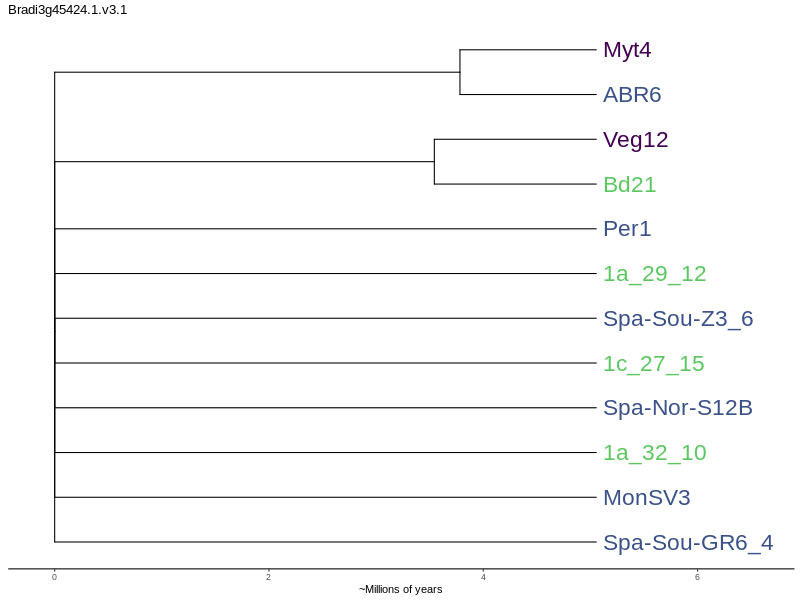 Bradi3g45424.1.v3.1
Myt4
ABR6
Veg12
Bd21
Per1
1a_29_12
Spa-Sou-Z3_6
1c_27_15
Spa-Nor-S12B
1a_32_10
MonSV3
Spa-Sou-GR6_4
0 2 4 6
~Millions of years